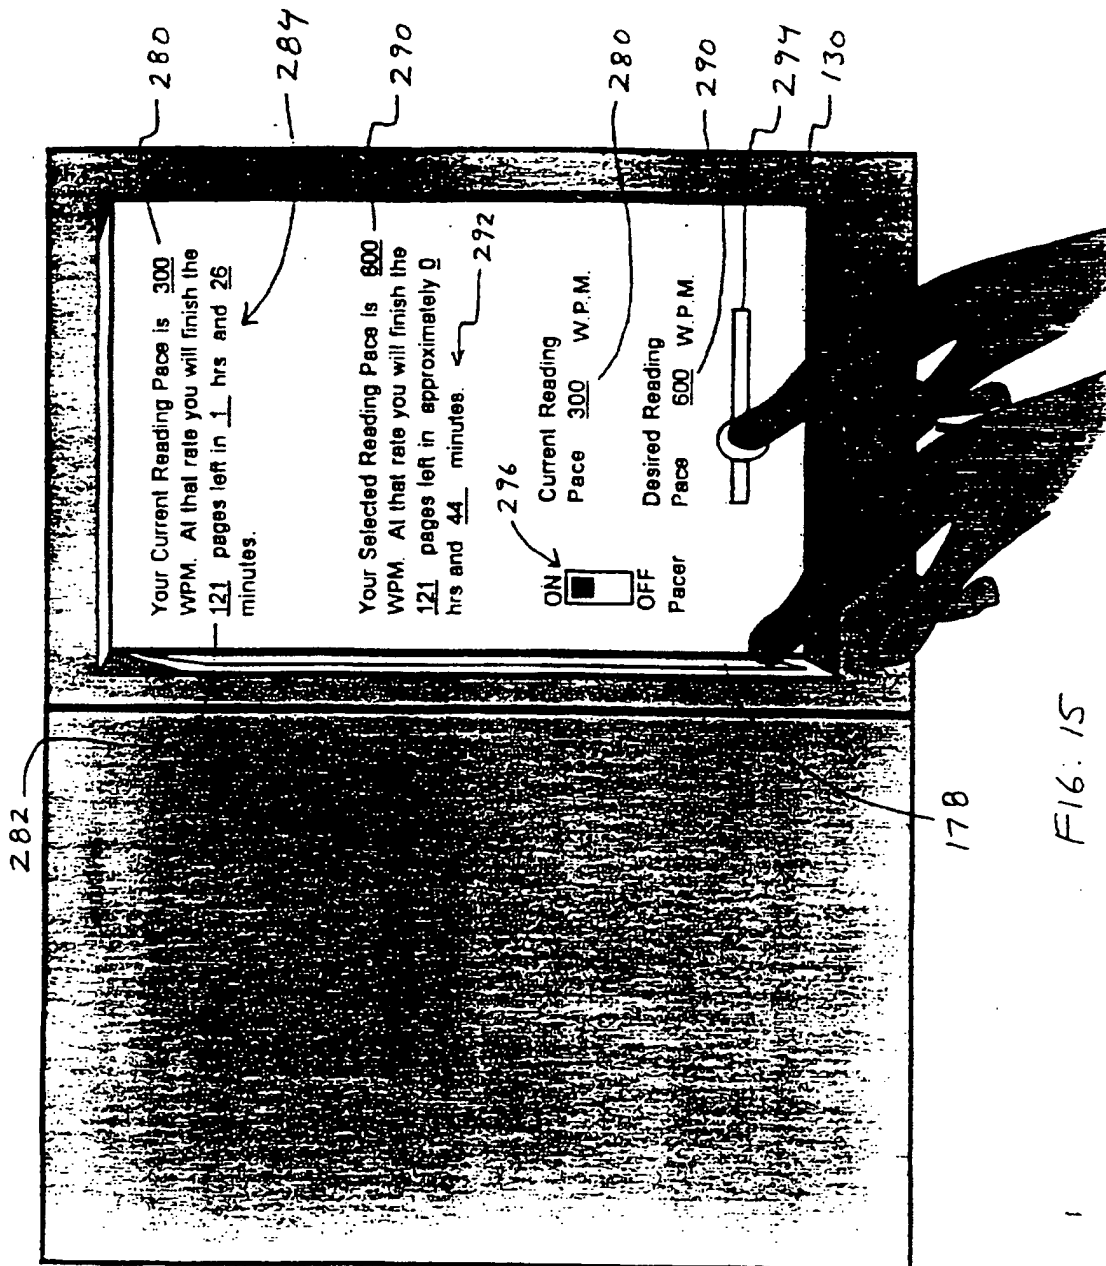 282
Your Current Reading Pace is 300
WPM. At that rate you will finish the
121 pages left in 1 hrs and 26
minutes.
280
284
Your Selected Reading Pace is 600
WPM. At that rate you will finish the
121 pages left in approximately 0
hrs and 44 minutes.
290
292
296
ON
OFF
Pacer
Current Reading
Pace 300 W.P.M.
280
Desired Reading
Pace 600 W.P.M.
290
294
130
178
FIG. 15